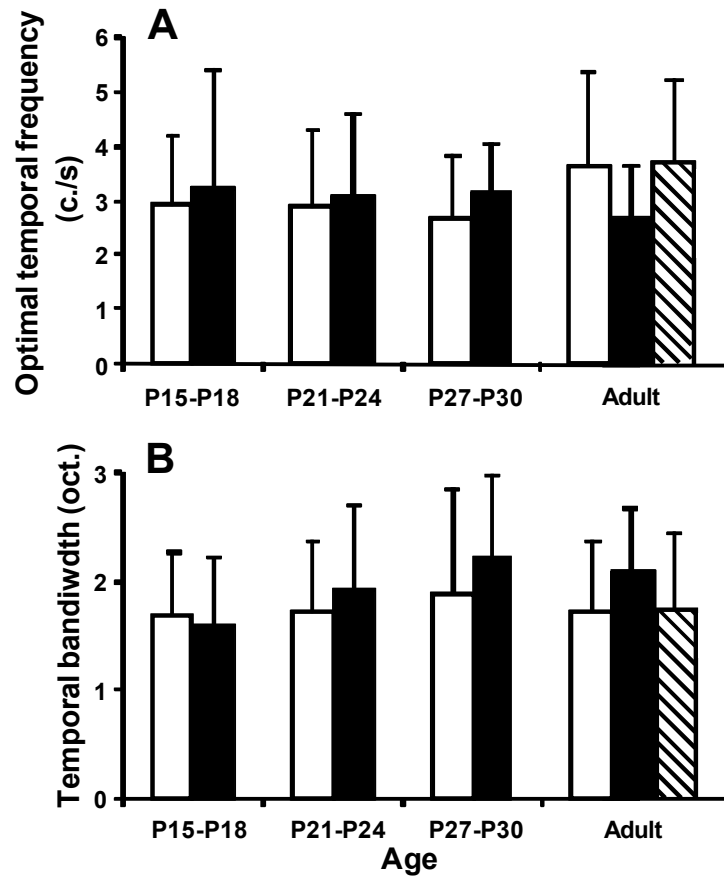 A
Optimal temporal frequency
(c./s)
6
5
4
3
2
1
0
P15-P18 P21-P24 P27-P30 Adult
B
Temporal bandiwdth (oct.)
3
2
1
0
P15-P18 P21-P24 P27-P30 Adult
Age